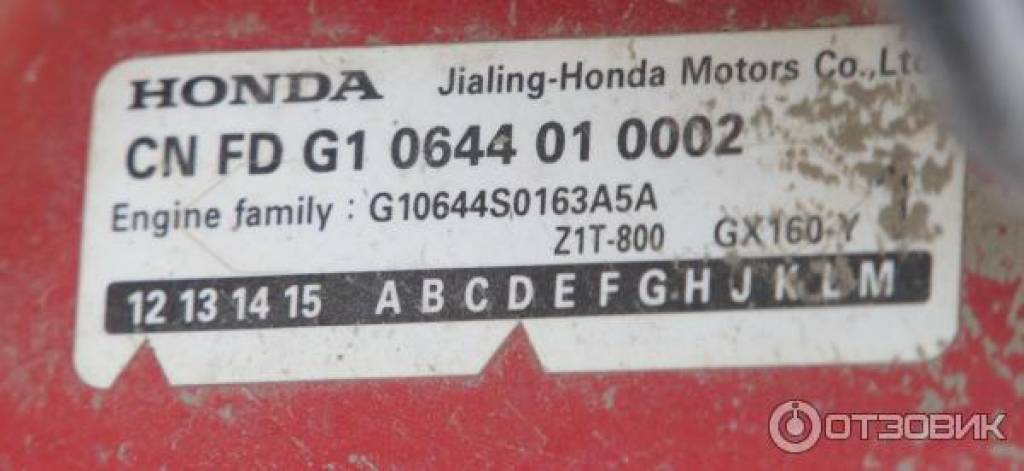 HONDA Jialing-Honda Motors Co.,Ltd
CN FD G1 0644 01 0002
Engine family : G10644S0163A5A
Z1T-800 GX160-Y 1
12 13 14 15 A B C D E F G H J K L M
ОТЗОВИК